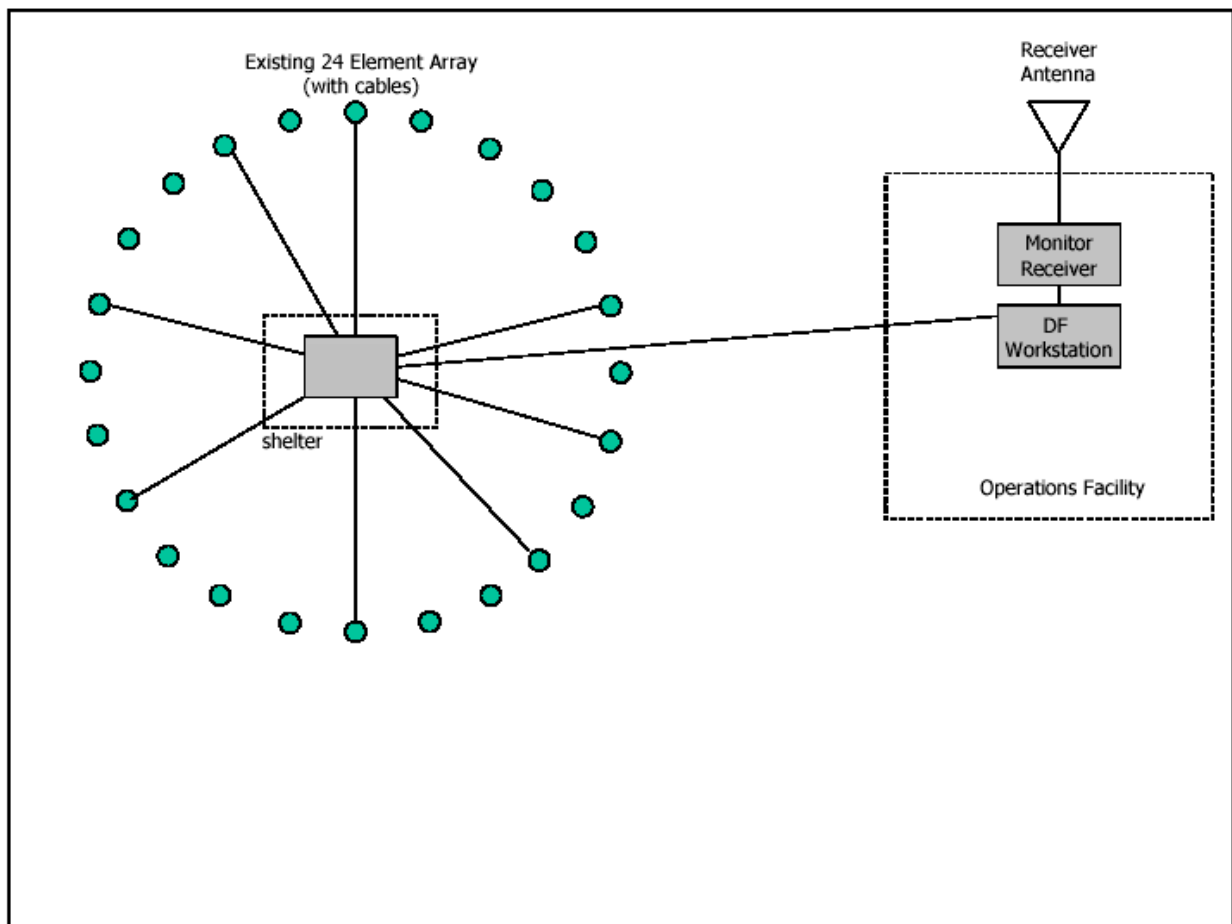 Existing 24 Element Array
(with cables)
Receiver
Antenna
Monitor
Receiver
DF
Workstation
shelter
Operations Facility